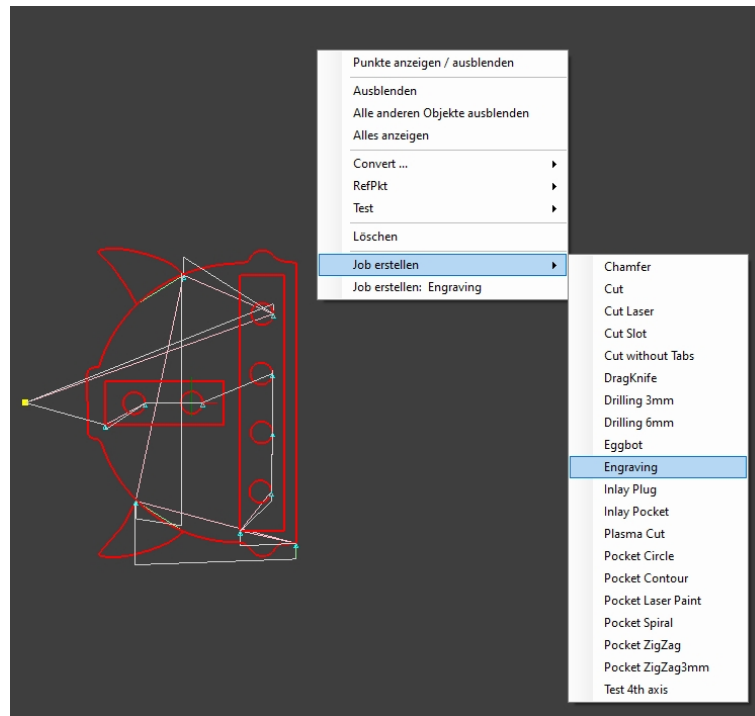 Punkte anzeigen / ausblenden
Ausblenden
Alle anderen Objekte ausblenden
Alles anzeigen
Convert ...
RefPkt
Test
Löschen
Job erstellen
Job erstellen:  Engraving
Chamfer
Cut
Cut Laser
Cut Slot
Cut without Tabs
DragKnife
Drilling 3mm
Drilling 6mm
Eggbot
Engraving
Inlay Plug
Inlay Pocket
Plasma Cut
Pocket Circle
Pocket Contour
Pocket Laser Paint
Pocket Spiral
Pocket ZigZag
Pocket ZigZag3mm
Test 4th axis